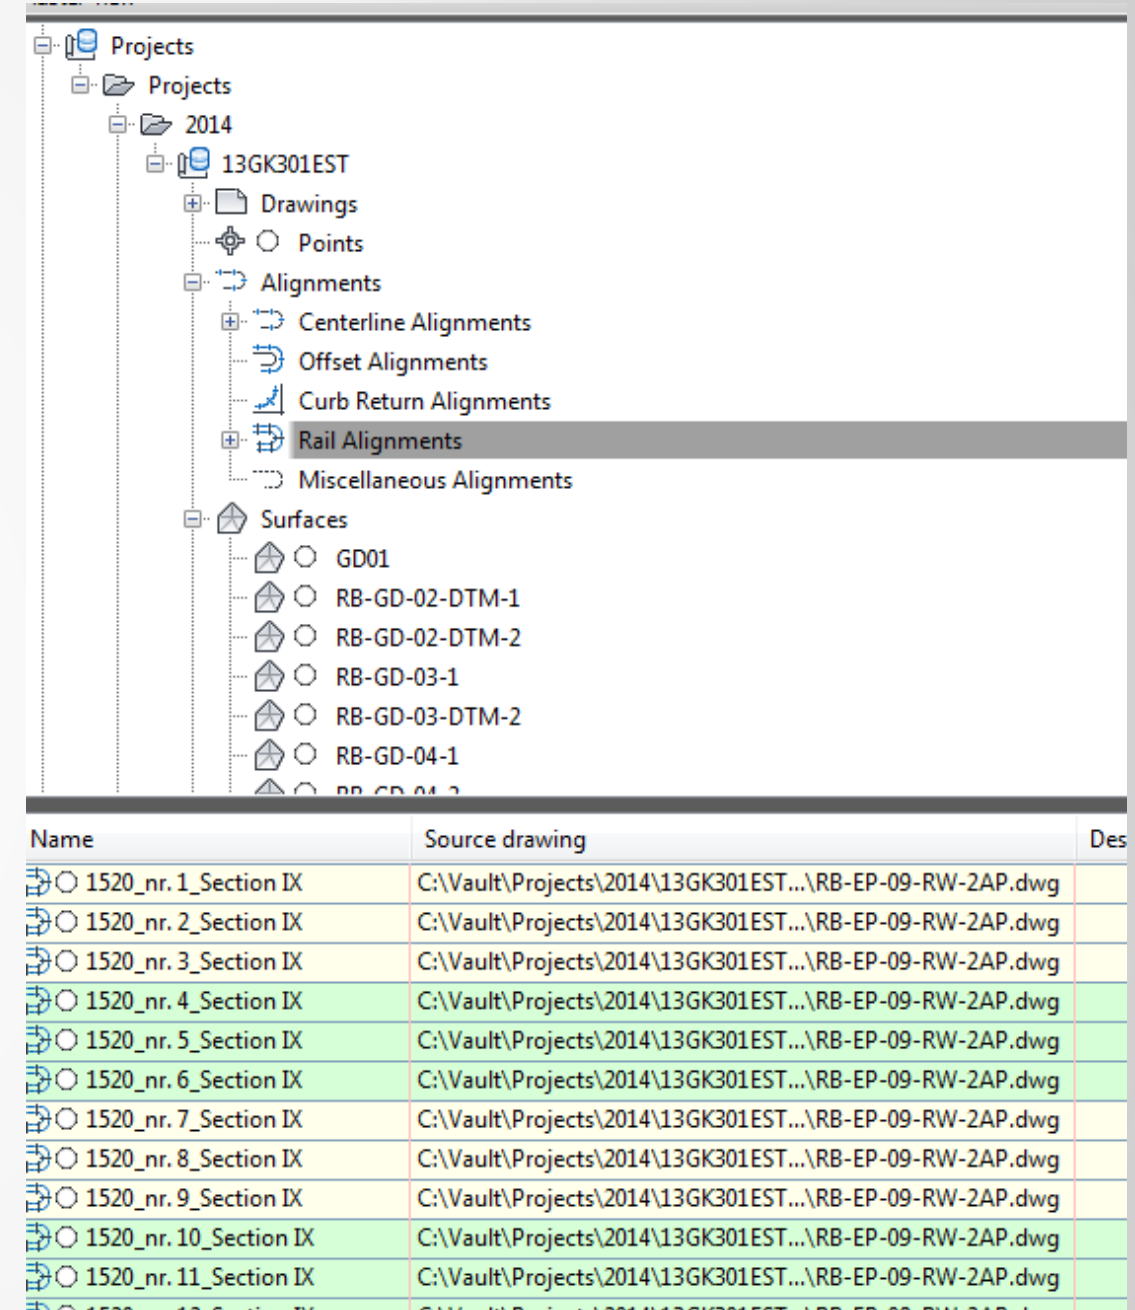 Projects
Projects
2014
13GK301EST
Drawings
Points
Alignments
Centerline Alignments
Offset Alignments
Curb Return Alignments
Rail Alignments
Miscellaneous Alignments
Surfaces
GD01
RB-GD-02-DTM-1
RB-GD-02-DTM-2
RB-GD-03-1
RB-GD-03-DTM-2
RB-GD-04-1
Name Source drawing Des
1520_nr. 1_Section IX C:\Vault\Projects\2014\13GK301EST...\RB-EP-09-RW-2AP.dwg
1520_nr. 2_Section IX C:\Vault\Projects\2014\13GK301EST...\RB-EP-09-RW-2AP.dwg
1520_nr. 3_Section IX C:\Vault\Projects\2014\13GK301EST...\RB-EP-09-RW-2AP.dwg
1520_nr. 4_Section IX C:\Vault\Projects\2014\13GK301EST...\RB-EP-09-RW-2AP.dwg
1520_nr. 5_Section IX C:\Vault\Projects\2014\13GK301EST...\RB-EP-09-RW-2AP.dwg
1520_nr. 6_Section IX C:\Vault\Projects\2014\13GK301EST...\RB-EP-09-RW-2AP.dwg
1520_nr. 7_Section IX C:\Vault\Projects\2014\13GK301EST...\RB-EP-09-RW-2AP.dwg
1520_nr. 8_Section IX C:\Vault\Projects\2014\13GK301EST...\RB-EP-09-RW-2AP.dwg
1520_nr. 9_Section IX C:\Vault\Projects\2014\13GK301EST...\RB-EP-09-RW-2AP.dwg
1520_nr. 10_Section IX C:\Vault\Projects\2014\13GK301EST...\RB-EP-09-RW-2AP.dwg
1520_nr. 11_Section IX C:\Vault\Projects\2014\13GK301EST...\RB-EP-09-RW-2AP.dwg